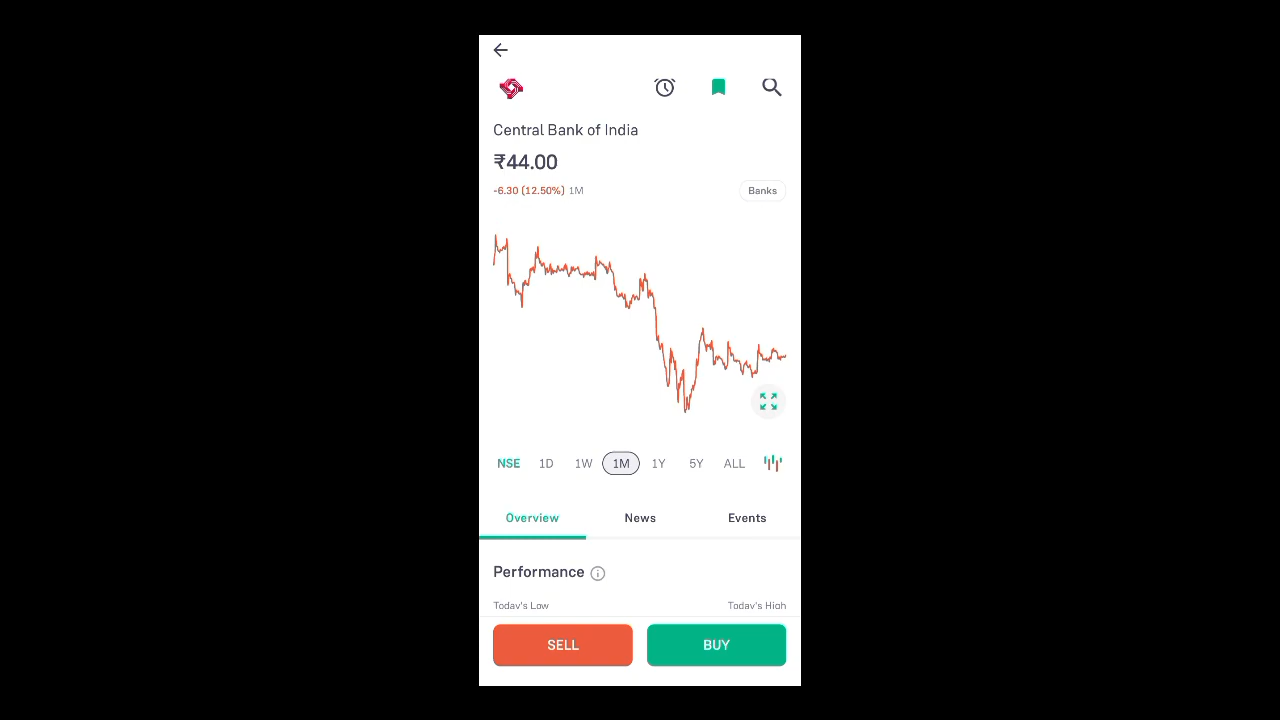 Central Bank of India
₹44.00
-6.30 (12.50%) 1M
Banks
NSE 1D 1W 1M 1Y 5Y ALL
Overview News Events
Performance
Today's Low Today's High
SELL BUY